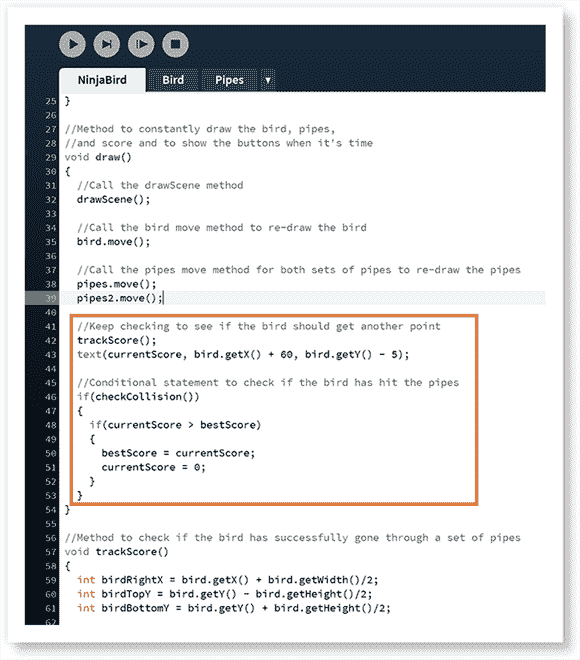 NinjaBird Bird Pipes ▼
25 }
26
27 //Method to constantly draw the bird, pipes,
28 //and score and to show the buttons when it's time
29 void draw()
30 {
31 //Call the drawScene method
32 drawScene();
33
34 //Call the bird move method to re-draw the bird
35 bird.move();
36
37 //Call the pipes move method for both sets of pipes to re-draw the pipes
38 pipes.move();
39 pipes2.move();
40
41 //Keep checking to see if the bird should get another point
42 trackScore();
43 text(currentScore, bird.getX() + 60, bird.getY() - 5);
44
45 //Conditional statement to check if the bird has hit the pipes
46 if(checkCollision())
47 {
48 if(currentScore > bestScore)
49 {
50 bestScore = currentScore;
51 currentScore = 0;
52 }
53 }
54 }
55
56 //Method to check if the bird has successfully gone through a set of pipes
57 void trackScore()
58 {
59 int birdRightX = bird.getX() + bird.getWidth()/2;
60 int birdTopY = bird.getY() - bird.getHeight()/2;
61 int birdBottomY = bird.getY() + bird.getHeight()/2;
62